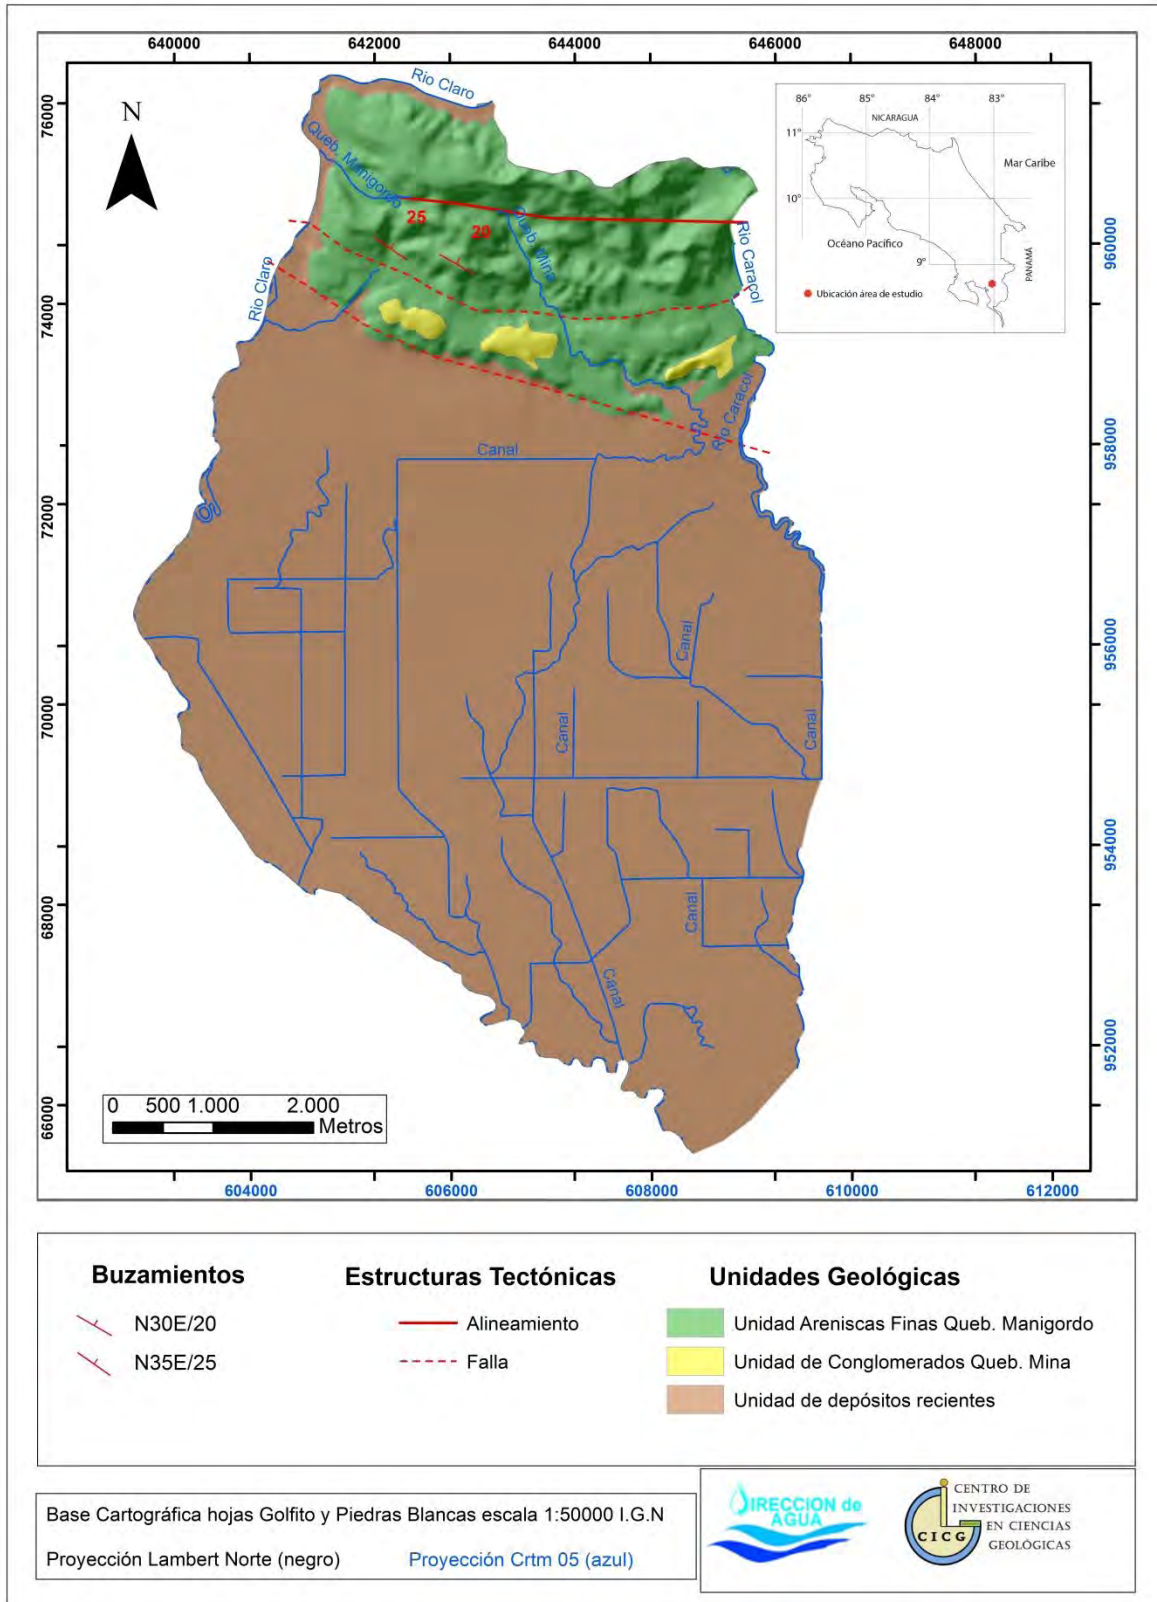 640000 642000 644000 646000 648000
76000
74000
72000
70000
68000
66000
N
Rio Claro
Queb. Manigordo
25
20
Queb. Mina
Rio Caracol
Rio Claro
Rio Caracol
Canal
Canal
Canal
Canal
Canal
Canal
86° 85° 84° 83°
11°
10°
9°
NICARAGUA
Mar Caribe
Océano Pacífico
PANAMÁ
Ubicación área de estudio
960000
958000
956000
954000
952000
0 500 1.000 2.000
Metros
604000 606000 608000 610000 612000
Buzamientos
N30E/20
N35E/25
Estructuras Tectónicas
Alineamiento
Falla
Unidades Geológicas
Unidad Areniscas Finas Queb. Manigordo
Unidad de Conglomerados Queb. Mina
Unidad de depósitos recientes
Base Cartográfica hojas Golfito y Piedras Blancas escala 1:50000 I.G.N
Proyección Lambert Norte (negro) Proyección Crtm 05 (azul)
DIRECCION de
AGUA
CICG
CENTRO DE
INVESTIGACIONES
EN CIENCIAS
GEOLÓGICAS